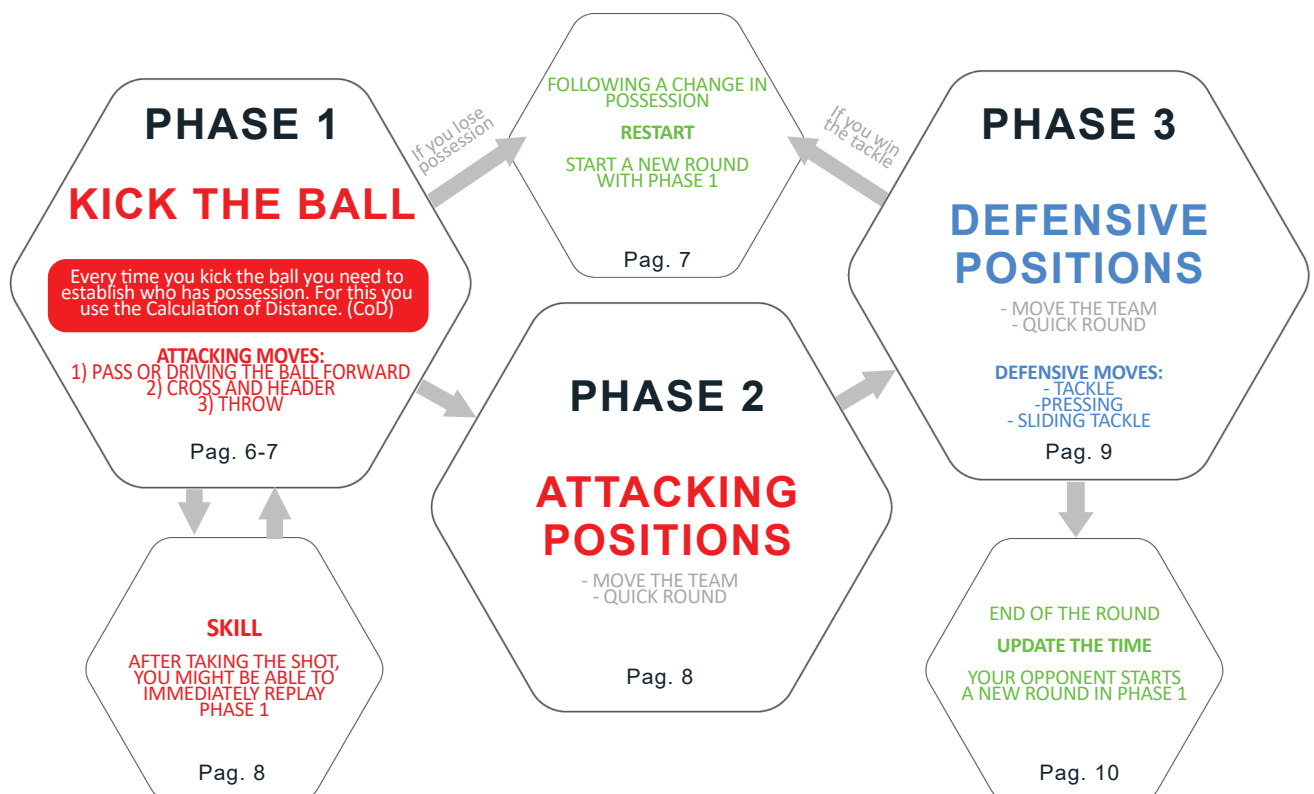 PHASE 1
KICK THE BALL
Every time you kick the ball you need to
establish who has possession. For this you
use the Calculation of Distance. (CoD)
ATTACKING MOVES:
1) PASS OR DRIVING THE BALL FORWARD
2) CROSS AND HEADER
3) THROW
Pag. 6-7
If you lose
possession
FOLLOWING A CHANGE IN
POSSESSION
RESTART
START A NEW ROUND
WITH PHASE 1
Pag. 7
If you win
the tackle
PHASE 3
DEFENSIVE
POSITIONS
- MOVE THE TEAM
- QUICK ROUND
DEFENSIVE MOVES:
- TACKLE
-PRESSING
- SLIDING TACKLE
Pag. 9
PHASE 2
ATTACKING
POSITIONS
- MOVE THE TEAM
- QUICK ROUND
Pag. 8
SKILL
AFTER TAKING THE SHOT,
YOU MIGHT BE ABLE TO
IMMEDIATELY REPLAY
PHASE 1
Pag. 8
END OF THE ROUND
UPDATE THE TIME
YOUR OPPONENT STARTS
A NEW ROUND IN PHASE 1
Pag. 10